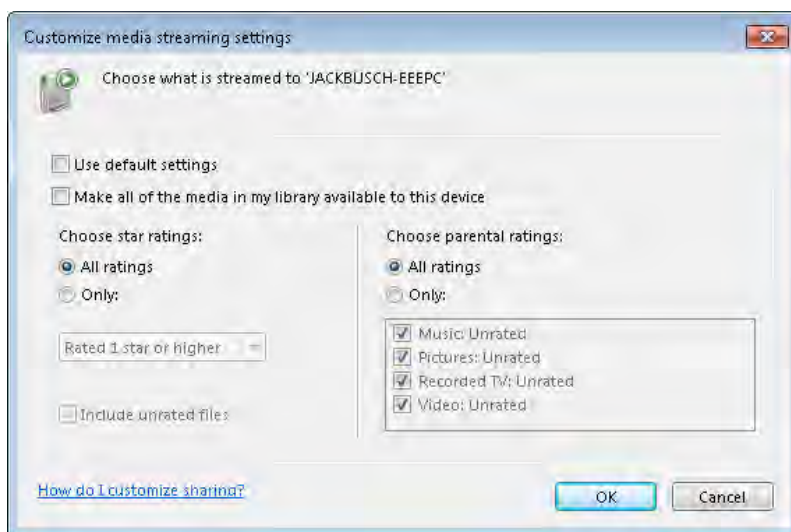 Customize media streaming settings
Choose what is streamed to 'JACKBUSCH-EEEPC'
Use default settings
Make all of the media in my library available to this device
Choose star ratings:
All ratings
Only:
Rated 1 star or higher
Include unrated files
Choose parental ratings:
All ratings
Only:
Music: Unrated
Pictures: Unrated
Recorded TV: Unrated
Video: Unrated
How do I customize sharing?
OK
Cancel